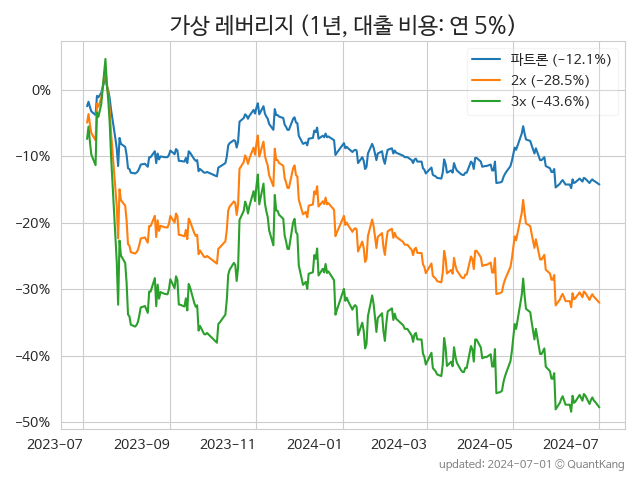 가상 레버리지 (1년, 대출 비용: 연 5%)
파트론 (−12.1%)
2x (−28.5%)
3x (−43.6%)
0%
−10%
−20%
−30%
−40%
−50%
2023-07
2023-09
2023-11
2024-01
2024-03
2024-05
2024-07
updated: 2024-07-01 © QuantKang